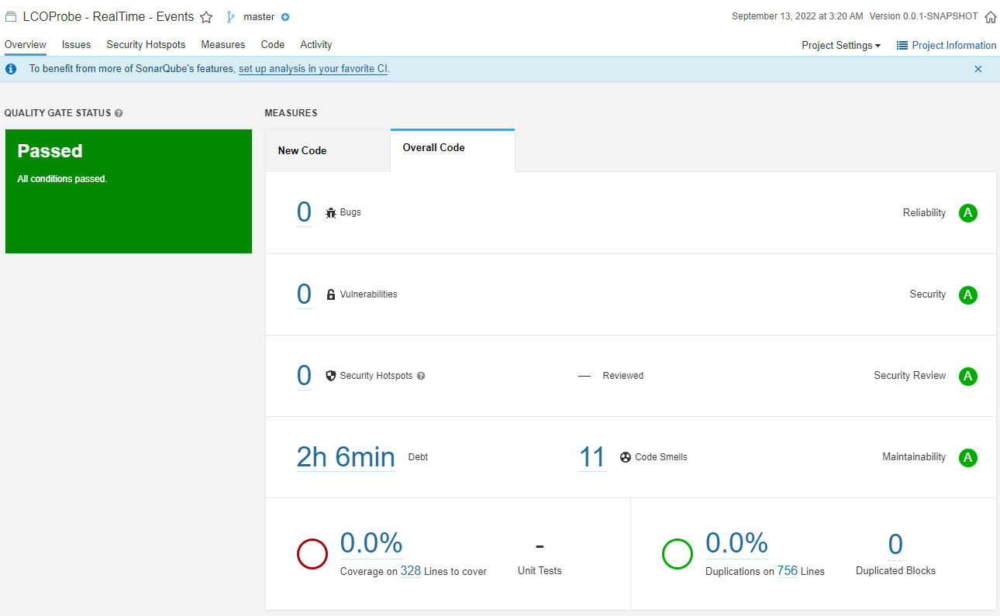 LCOProbe - RealTime - Events master September 13, 2022 at 3:20 AM Version 0.0.1-SNAPSHOT
Overview Issues Security Hotspots Measures Code Activity Project Settings Project Information
To benefit from more of SonarQube's features, set up analysis in your favorite CI.
QUALITY GATE STATUS
Passed
All conditions passed.
MEASURES
New Code Overall Code
0 Bugs Reliability A
0 Vulnerabilities Security A
0 Security Hotspots — Reviewed Security Review A
2h 6min Debt 11 Code Smells Maintainability A
0.0% - 0.0% 0
Coverage on 328 Lines to cover Unit Tests Duplications on 756 Lines Duplicated Blocks